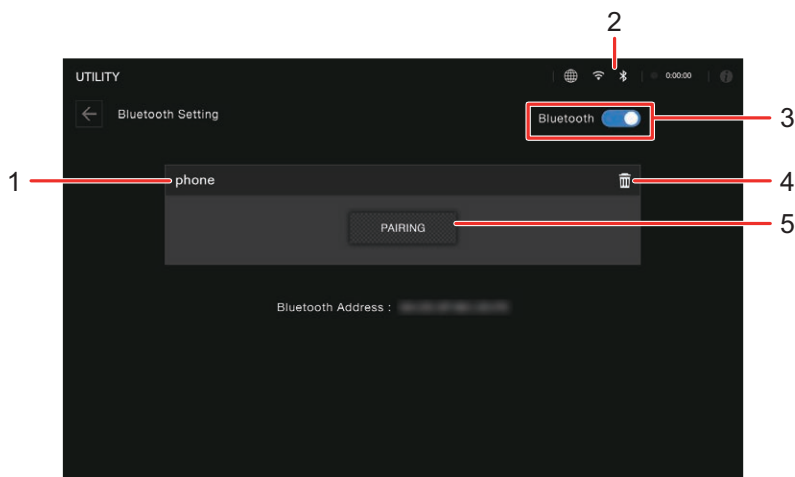 2
UTILITY 0:00:00
Bluetooth Setting Bluetooth 3
1 phone 4
PAIRING 5
Bluetooth Address :